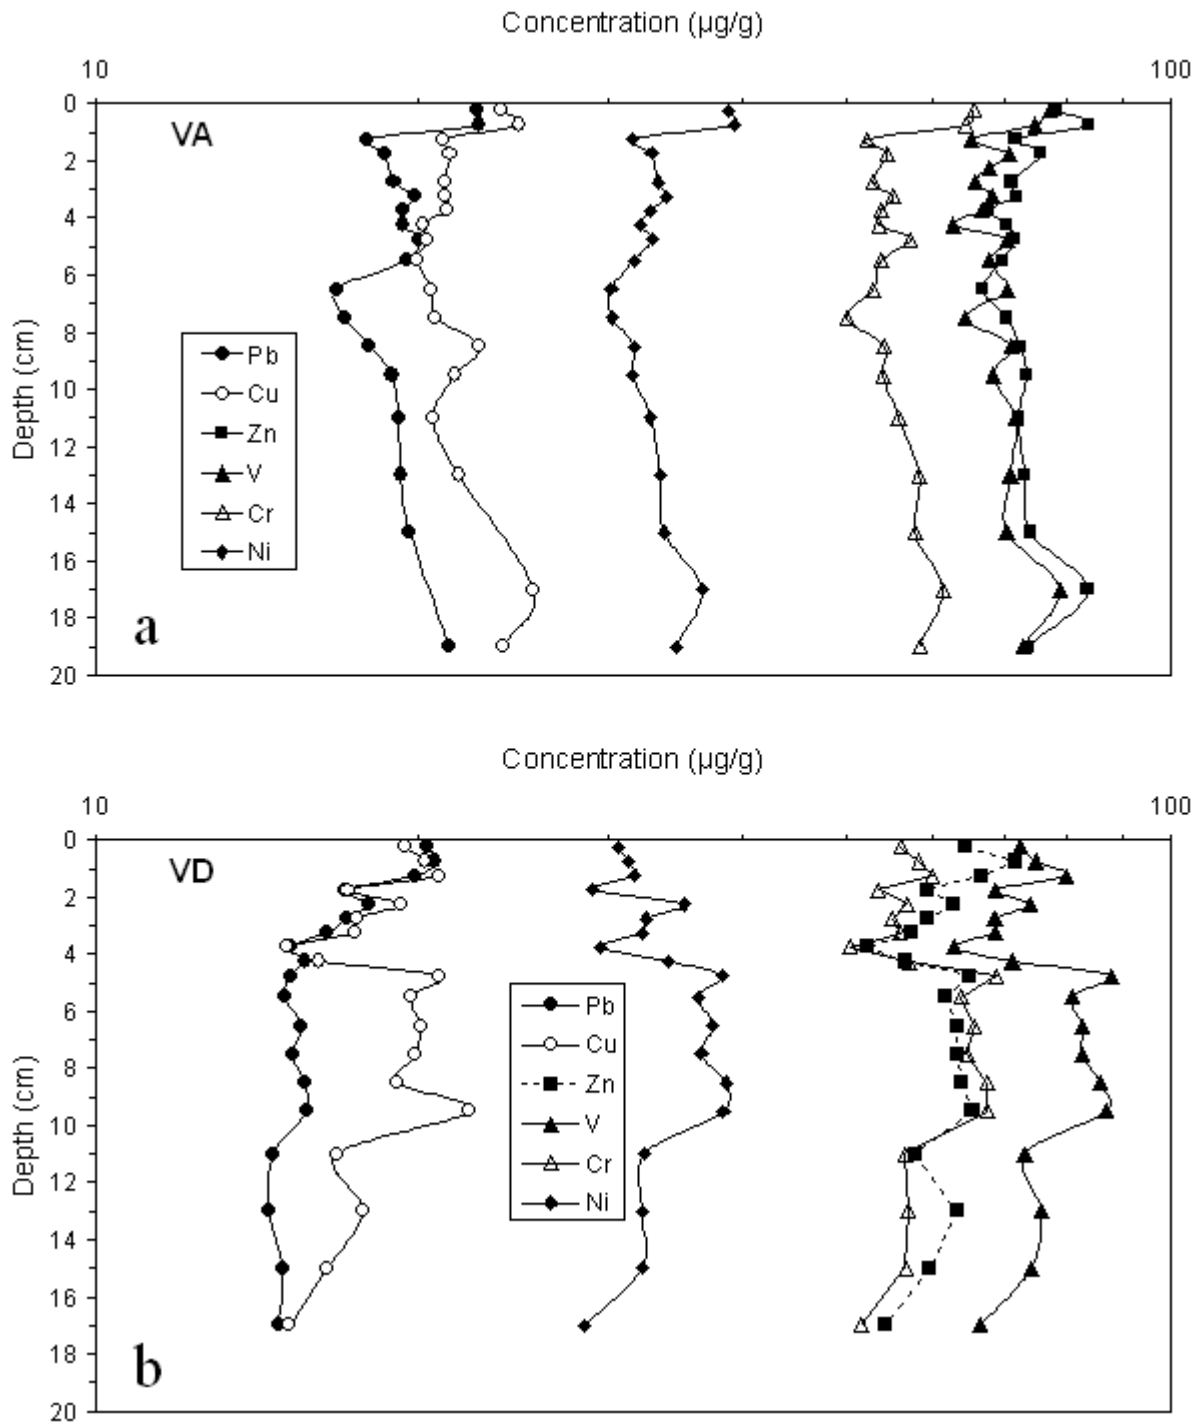 Concentration (µg/g)
10 100
0
VA
2
4
6
8
10
12
14
16
18
20
Depth (cm)
Pb
Cu
Zn
V
Cr
Ni
a
Concentration (µg/g)
10 100
0
VD
2
4
6
8
10
12
14
16
18
20
Depth (cm)
Pb
Cu
Zn
V
Cr
Ni
b